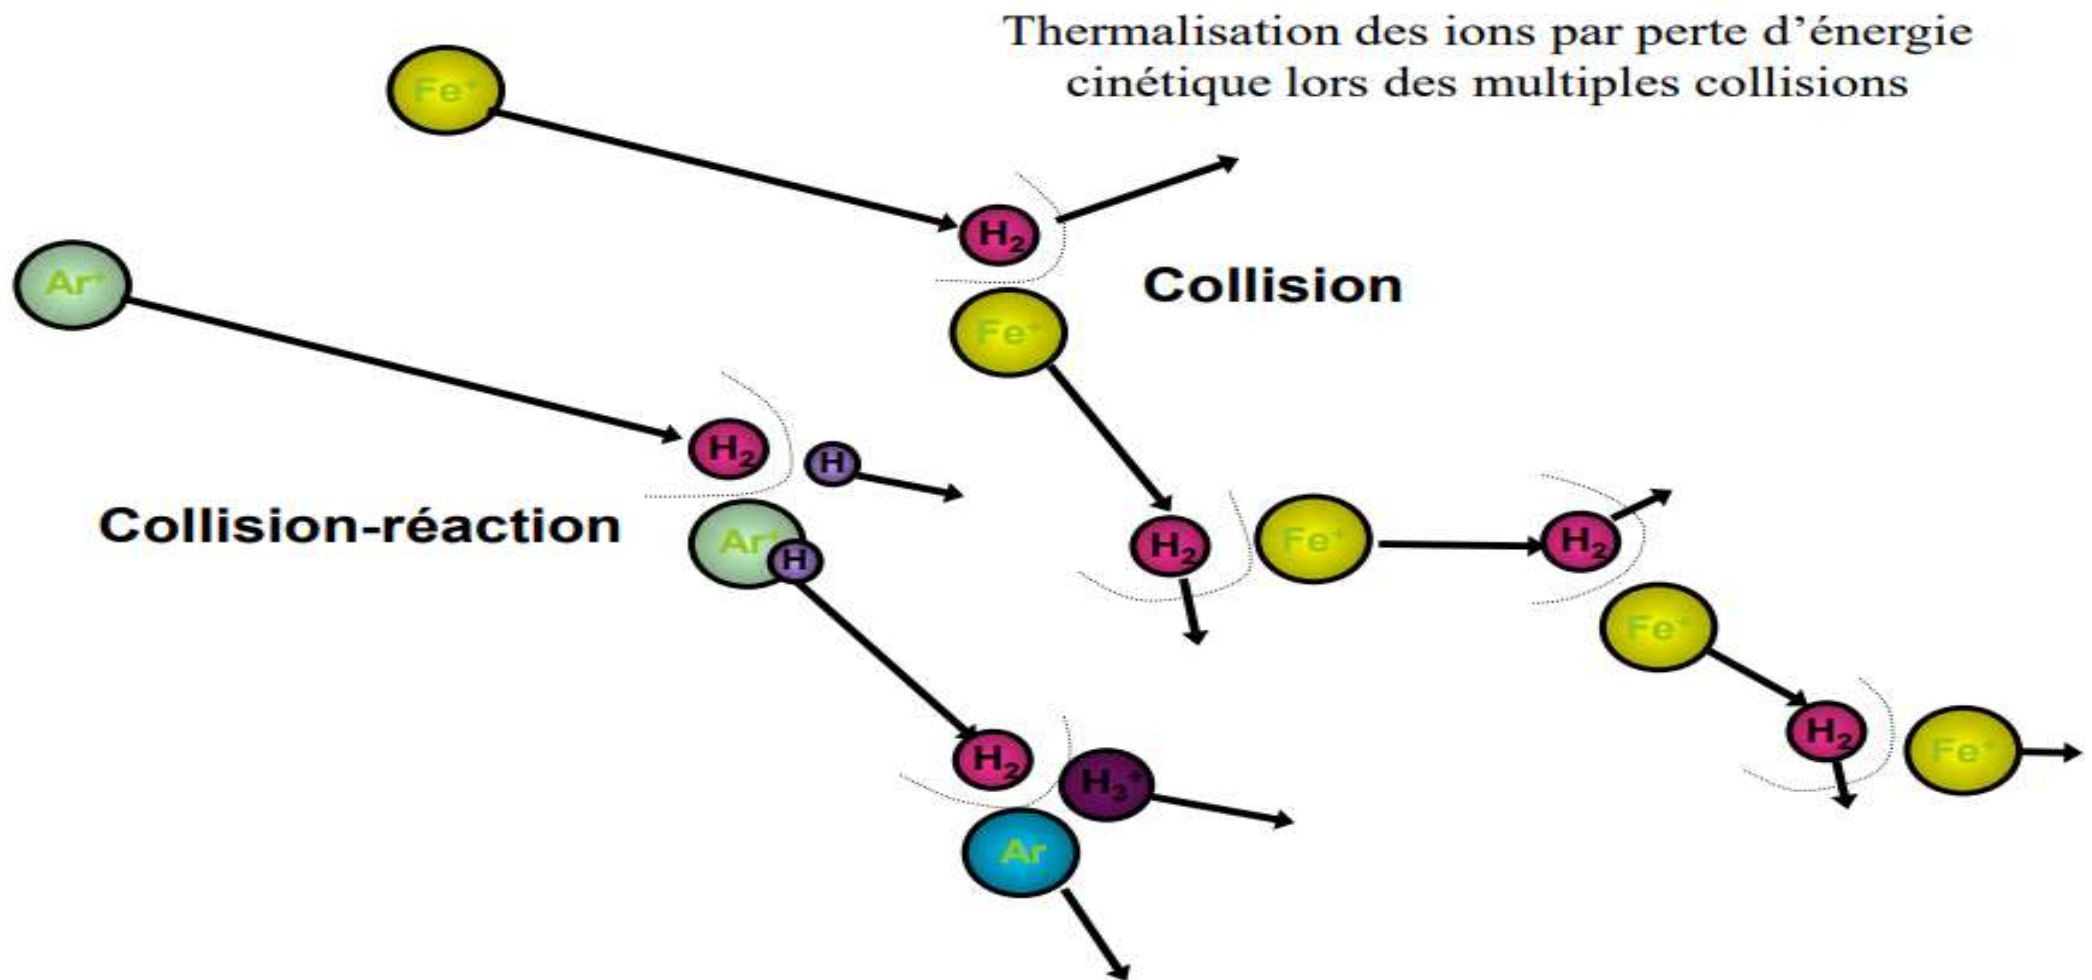 Thermalisation des ions par perte d’énergie
cinétique lors des multiples collisions
Fe⁺
H₂
Ar⁺
Collision
Fe⁺
H₂
H
Collision-réaction
Ar⁺
H
H₂
Fe⁺
H₂
Fe⁺
H₂
H₃⁺
H₂
Fe⁺
Ar